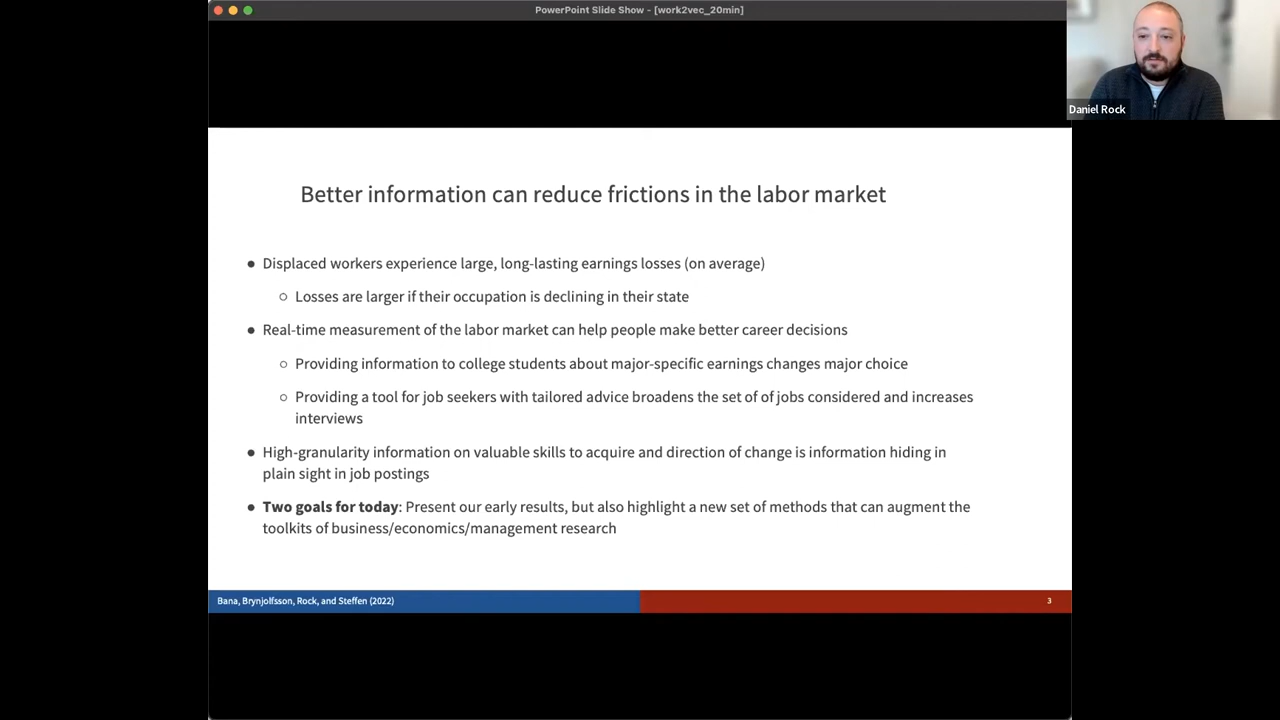 PowerPoint Slide Show - [work2vec_20min]
Daniel Rock
Better information can reduce frictions in the labor market
● Displaced workers experience large, long-lasting earnings losses (on average)
○ Losses are larger if their occupation is declining in their state
● Real-time measurement of the labor market can help people make better career decisions
○ Providing information to college students about major-specific earnings changes major choice
○ Providing a tool for job seekers with tailored advice broadens the set of of jobs considered and increases
interviews
● High-granularity information on valuable skills to acquire and direction of change is information hiding in
plain sight in job postings
● Two goals for today: Present our early results, but also highlight a new set of methods that can augment the
toolkits of business/economics/management research
Bana, Brynjolfsson, Rock, and Steffen (2022)
3